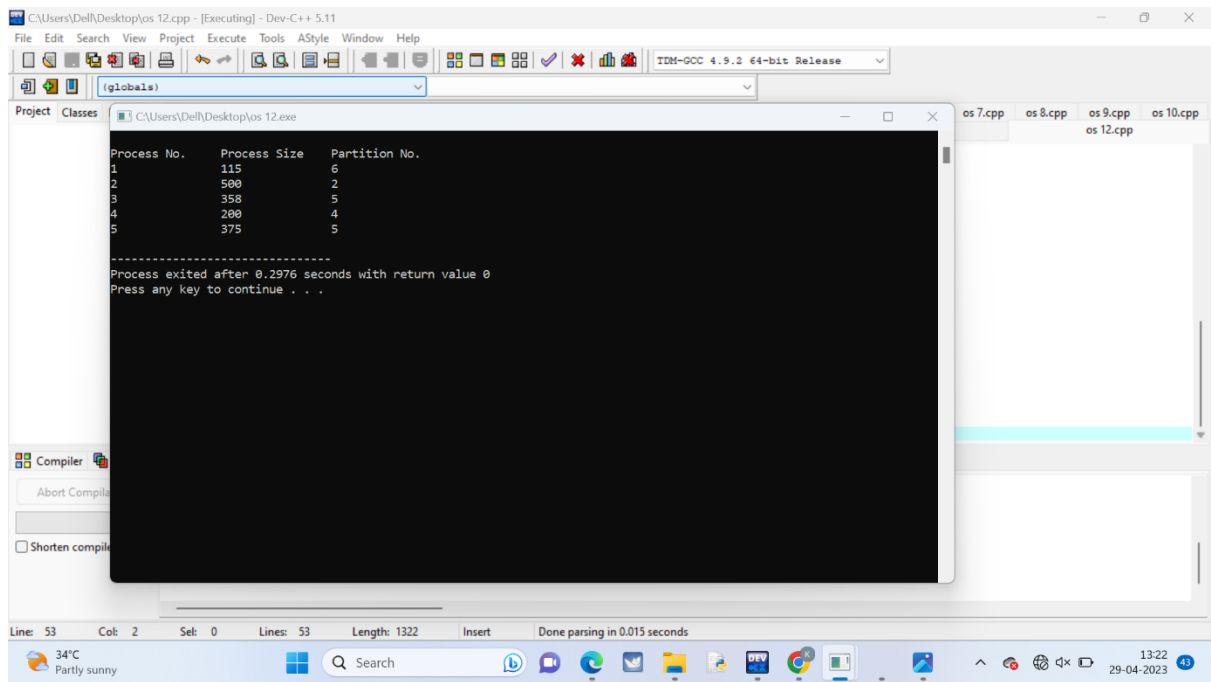 C:\Users\Dell\Desktop\os 12.cpp - [Executing] - Dev-C++ 5.11
File Edit Search View Project Execute Tools AStyle Window Help
TDM-GCC 4.9.2 64-bit Release
(globals)
Project Classes
os 7.cpp os 8.cpp os 9.cpp os 10.cpp
os 12.cpp
C:\Users\Dell\Desktop\os 12.exe
Process No. Process Size Partition No.
1 115 6
2 500 2
3 358 5
4 200 4
5 375 5
--------------------------------
Process exited after 0.2976 seconds with return value 0
Press any key to continue . . .
Compiler
Abort Compila
Shorten compile
Line: 53 Col: 2 Sel: 0 Lines: 53 Length: 1322 Insert Done parsing in 0.015 seconds
34°C
Partly sunny
Search
DEV
K
13:22
29-04-2023
43